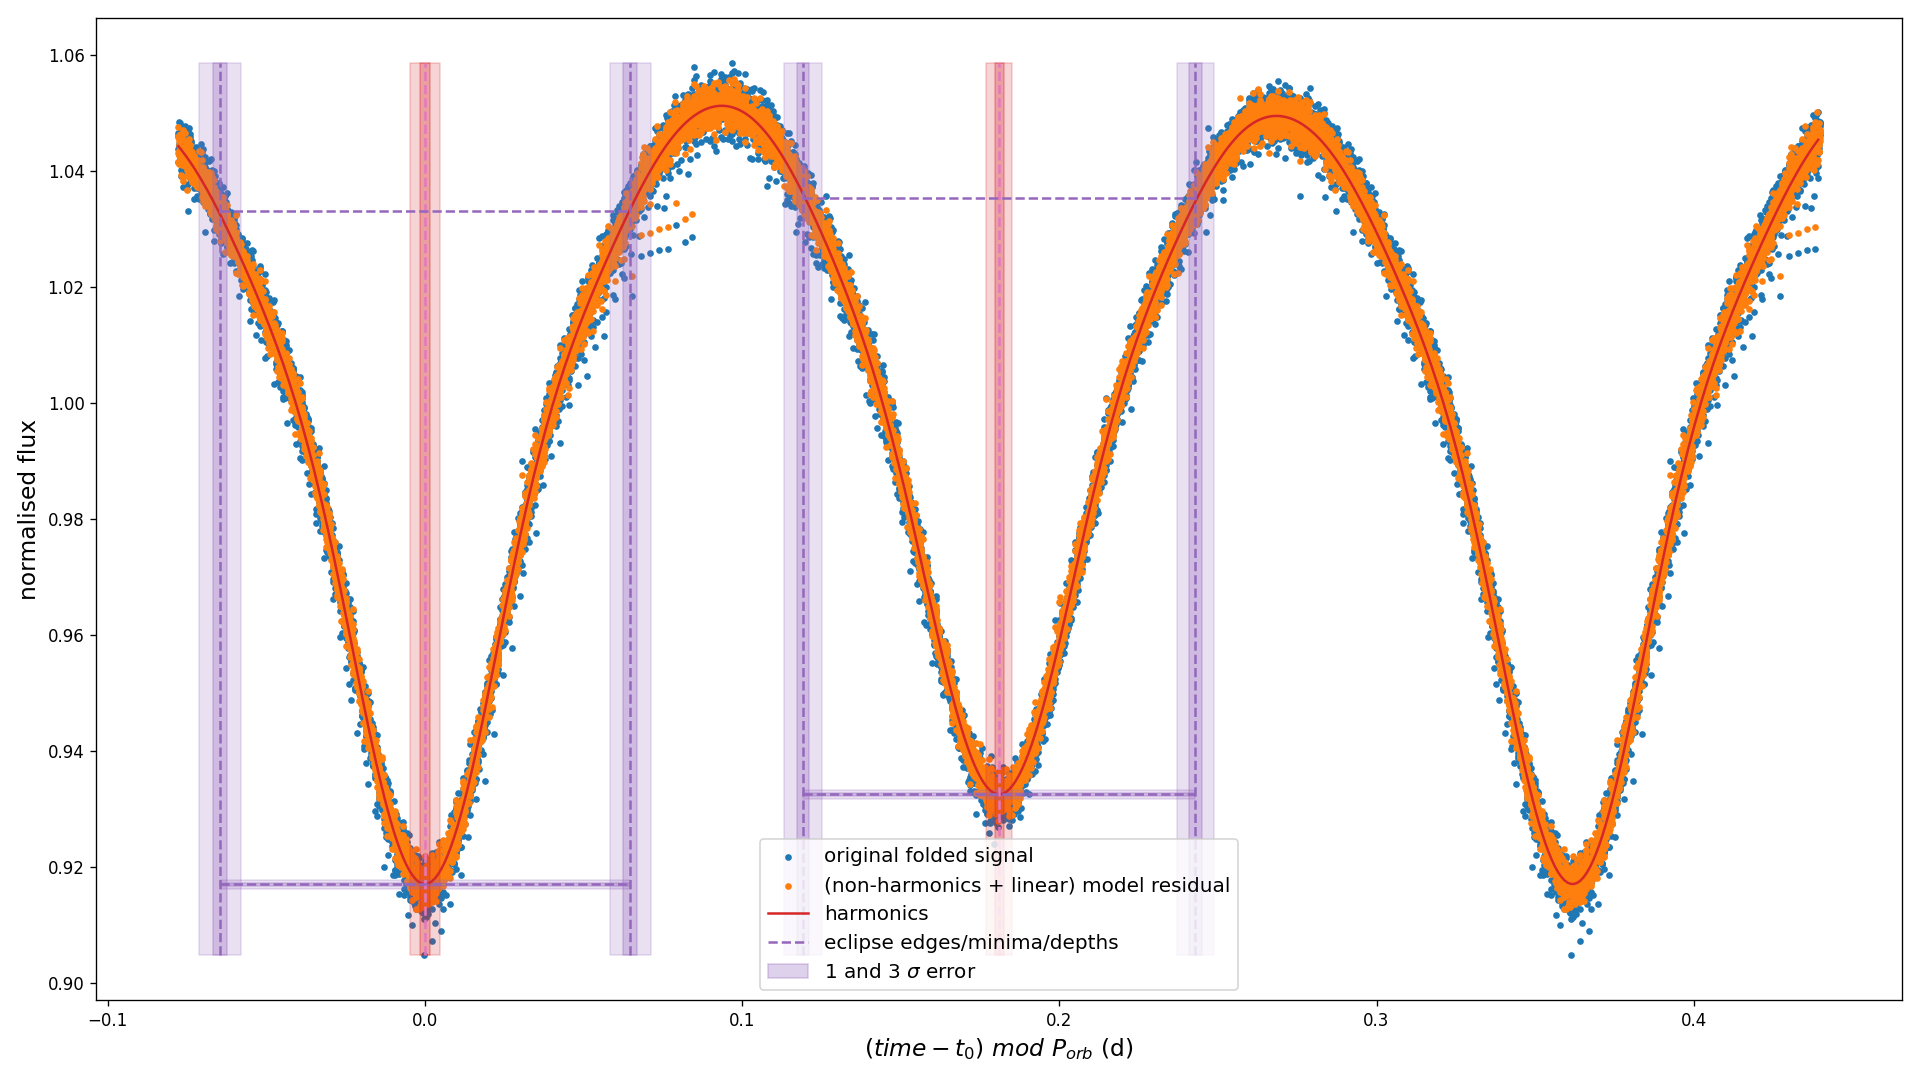 normalised flux
1.06
1.04
1.02
1.00
0.98
0.96
0.94
0.92
0.90
original folded signal
(non-harmonics + linear) model residual
harmonics
eclipse edges/minima/depths
1 and 3 σ error
−0.1 0.0 0.1 0.2 0.3 0.4
(time − t₀) mod P_orb (d)